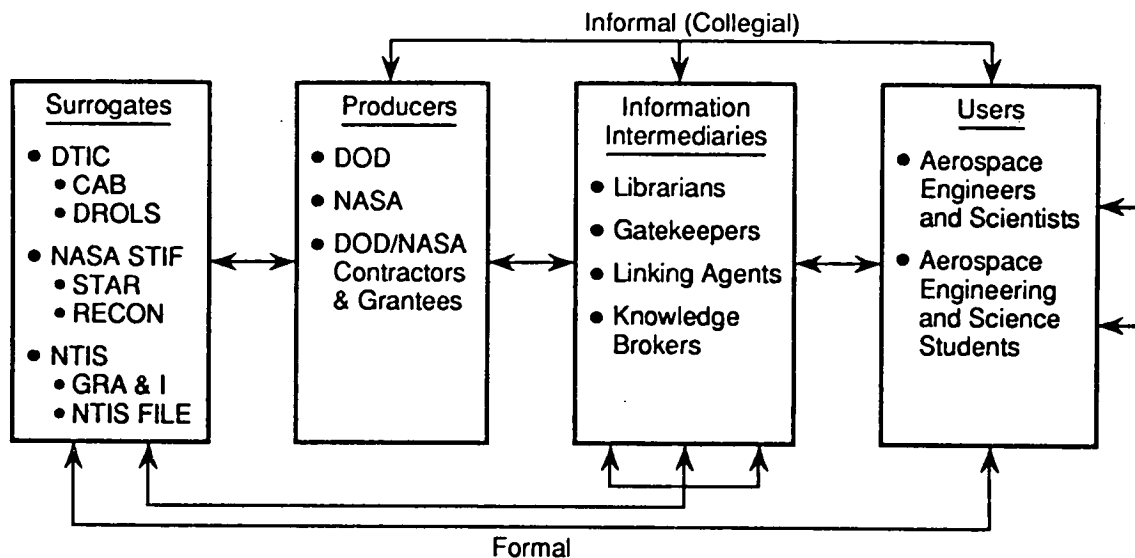 Informal (Collegial)
Surrogates
• DTIC
• CAB
• DROLS
• NASA STIF
• STAR
• RECON
• NTIS
• GRA & I
• NTIS FILE
Producers
• DOD
• NASA
• DOD/NASA
Contractors
& Grantees
Information
Intermediaries
• Librarians
• Gatekeepers
• Linking Agents
• Knowledge
Brokers
Users
• Aerospace
Engineers
and Scientists
• Aerospace
Engineering
and Science
Students
Formal